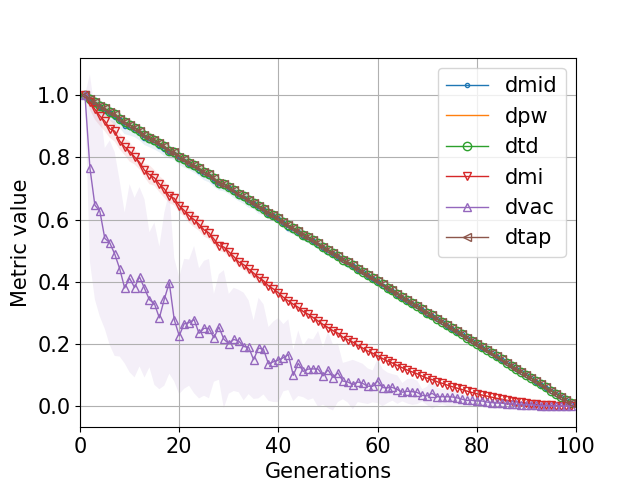 dmid
dpw
dtd
dmi
dvac
dtap
Metric value
1.0
0.8
0.6
0.4
0.2
0.0
0 20 40 60 80 100
Generations